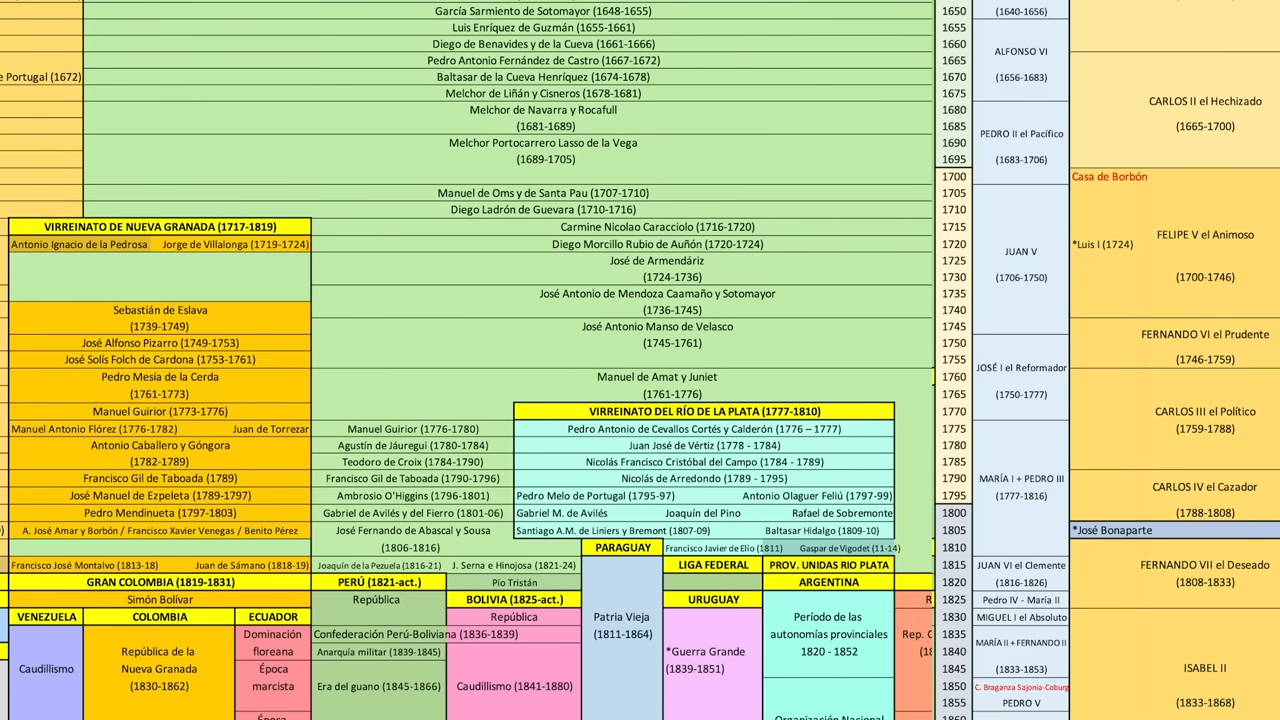 García Sarmiento de Sotomayor (1648-1655)
1650
(1640-1656)
Luis Enríquez de Guzmán (1655-1661)
1655
Diego de Benavides y de la Cueva (1661-1666)
1660
ALFONSO VI
Pedro Antonio Fernández de Castro (1667-1672)
1665
e Portugal (1672)
Baltasar de la Cueva Henríquez (1674-1678)
1670
(1656-1683)
Melchor de Liñán y Cisneros (1678-1681)
1675
CARLOS II el Hechizado
Melchor de Navarra y Rocafull
1680
(1681-1689)
1685
PEDRO II el Pacífico
(1665-1700)
Melchor Portocarrero Lasso de la Vega
1690
(1689-1705)
1695
(1683-1706)
1700
Casa de Borbón
Manuel de Oms y de Santa Pau (1707-1710)
1705
Diego Ladrón de Guevara (1710-1716)
1710
VIRREINATO DE NUEVA GRANADA (1717-1819)
Carmine Nicolao Caracciolo (1716-1720)
1715
FELIPE V el Animoso
Antonio Ignacio de la Pedrosa
Jorge de Villalonga (1719-1724)
Diego Morcillo Rubio de Auñón (1720-1724)
1720
JUAN V
*Luis I (1724)
José de Armendáriz
1725
(1724-1736)
1730
(1706-1750)
(1700-1746)
José Antonio de Mendoza Caamaño y Sotomayor
1735
Sebastián de Eslava
(1736-1745)
1740
(1739-1749)
José Antonio Manso de Velasco
1745
FERNANDO VI el Prudente
José Alfonso Pizarro (1749-1753)
(1745-1761)
1750
José Solís Folch de Cardona (1753-1761)
1755
JOSÉ I el Reformador
(1746-1759)
Pedro Mesía de la Cerda
Manuel de Amat y Juniet
1760
(1761-1773)
(1761-1776)
1765
(1750-1777)
Manuel Guirior (1773-1776)
VIRREINATO DEL RÍO DE LA PLATA (1777-1810)
1770
CARLOS III el Político
Manuel Antonio Flórez (1776-1782)
Juan de Torrezar
Manuel Guirior (1776-1780)
Pedro Antonio de Cevallos Cortés y Calderón (1776 – 1777)
1775
(1759-1788)
Antonio Caballero y Góngora
Agustín de Jáuregui (1780-1784)
Juan José de Vértiz (1778 - 1784)
1780
(1782-1789)
Teodoro de Croix (1784-1790)
Nicolás Francisco Cristóbal del Campo (1784 - 1789)
1785
Francisco Gil de Taboada (1789)
Francisco Gil de Taboada (1790-1796)
Nicolás de Arredondo (1789 - 1795)
1790
MARÍA I + PEDRO III
CARLOS IV el Cazador
José Manuel de Ezpeleta (1789-1797)
Ambrosio O'Higgins (1796-1801)
Pedro Melo de Portugal (1795-97)
Antonio Olaguer Feliú (1797-99)
1795
(1777-1816)
Pedro Mendinueta (1797-1803)
Gabriel de Avilés y del Fierro (1801-06)
Gabriel M. de Avilés
Joaquín del Pino
Rafael de Sobremonte
1800
(1788-1808)
A. José Amar y Borbón / Francisco Xavier Venegas / Benito Pérez
José Fernando de Abascal y Sousa
Santiago A.M. de Liniers y Bremont (1807-09)
Baltasar Hidalgo (1809-10)
1805
*José Bonaparte
(1806-1816)
PARAGUAY
Francisco Javier de Elío (1811)
Gaspar de Vigodet (11-14)
1810
Francisco José Montalvo (1813-18)
Juan de Sámano (1818-19)
Joaquín de la Pezuela (1816-21)
J. Serna e Hinojosa (1821-24)
LIGA FEDERAL
PROV. UNIDAS RIO PLATA
1815
JUAN VI el Clemente
FERNANDO VII el Deseado
GRAN COLOMBIA (1819-1831)
PERÚ (1821-act.)
Pío Tristán
ARGENTINA
1820
(1816-1826)
(1808-1833)
Simón Bolívar
República
BOLIVIA (1825-act.)
URUGUAY
R
1825
Pedro IV - María II
VENEZUELA
COLOMBIA
ECUADOR
República
Patria Vieja
Período de las
1830
MIGUEL I el Absoluto
Dominación
floreana
Confederación Perú-Boliviana (1836-1839)
(1811-1864)
autonomías provinciales
Rep. C
1835
MARÍA II + FERNANDO II
República de la
Anarquía militar (1839-1845)
*Guerra Grande
1820 - 1852
(18
1840
Caudillismo
Nueva Granada
Época
marcista
(1839-1851)
1845
(1833-1853)
ISABEL II
(1830-1862)
Era del guano (1845-1866)
Caudillismo (1841-1880)
1850
C. Braganza Sajonia-Coburg
1855
PEDRO V
(1833-1868)
Época
Organización Nacional
1860